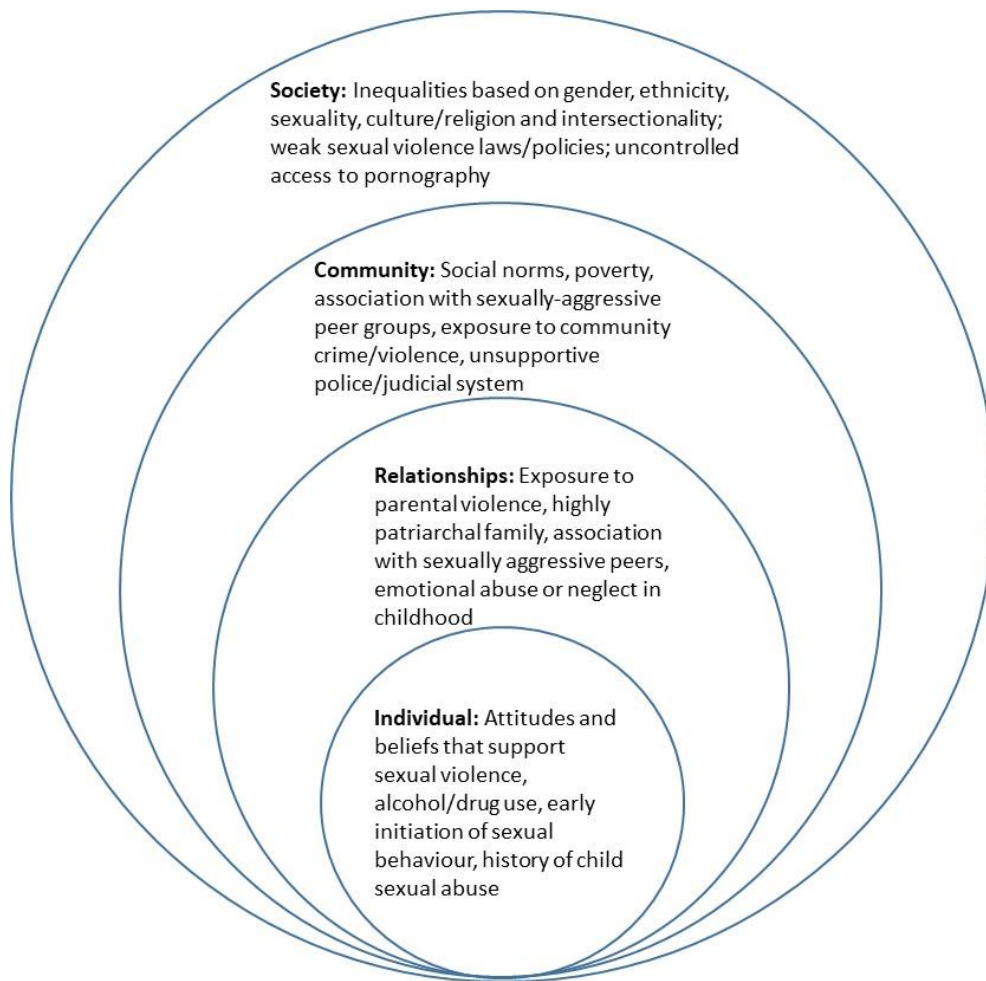 Society: Inequalities based on gender, ethnicity,
sexuality, culture/religion and intersectionality;
weak sexual violence laws/policies; uncontrolled
access to pornography
Community: Social norms, poverty,
association with sexually-aggressive
peer groups, exposure to community
crime/violence, unsupportive
police/judicial system
Relationships: Exposure to
parental violence, highly
patriarchal family, association
with sexually aggressive peers,
emotional abuse or neglect in
childhood
Individual: Attitudes and
beliefs that support
sexual violence,
alcohol/drug use, early
initiation of sexual
behaviour, history of child
sexual abuse